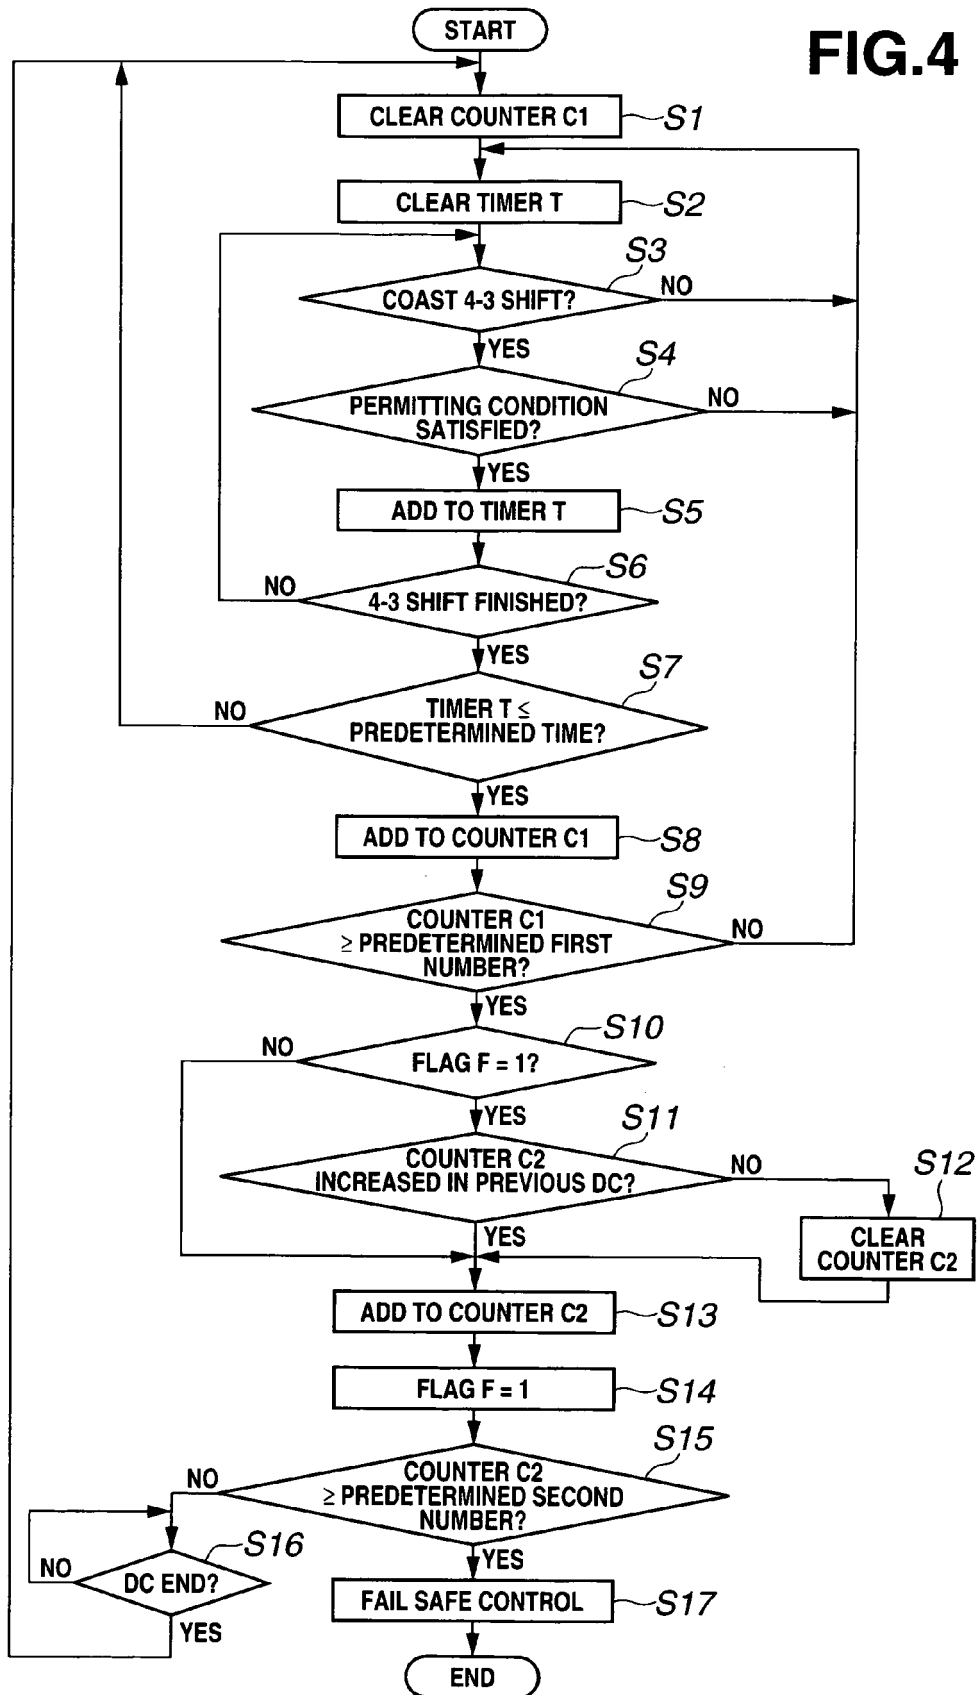 START
FIG.4
CLEAR COUNTER C1
S1
CLEAR TIMER T
S2
S3
COAST 4-3 SHIFT?
NO
YES
S4
PERMITTING CONDITION
SATISFIED?
NO
YES
ADD TO TIMER T
S5
S6
NO
4-3 SHIFT FINISHED?
YES
S7
NO
TIMER T ≤
PREDETERMINED TIME?
YES
ADD TO COUNTER C1
S8
S9
COUNTER C1
≥ PREDETERMINED FIRST
NUMBER?
NO
YES
S10
NO
FLAG F = 1?
YES
S11
COUNTER C2
INCREASED IN PREVIOUS DC?
NO
S12
YES
CLEAR
COUNTER C2
ADD TO COUNTER C2
S13
FLAG F = 1
S14
S15
NO
COUNTER C2
≥ PREDETERMINED SECOND
NUMBER?
S16
NO
DC END?
YES
YES
FAIL SAFE CONTROL
S17
END